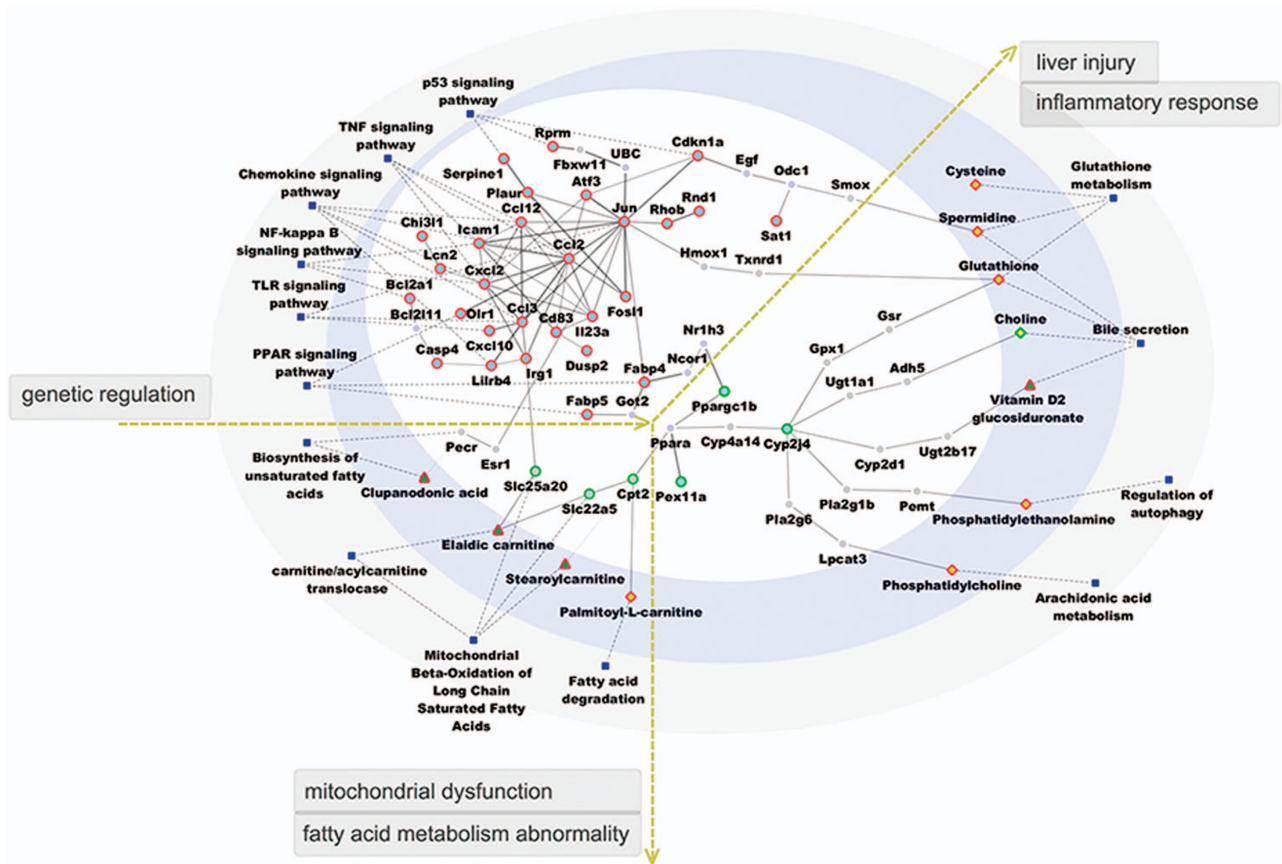 liver injury
inflammatory response
p53 signaling
pathway
TNF signaling
pathway
Chemokine signaling
pathway
NF-kappa B
signaling pathway
TLR signaling
pathway
PPAR signaling
pathway
genetic regulation
Rprm
Fbxw11
UBC
Cdkn1a
Egf
Odc1
Smox
Serpine1
Plaur
Atf3
Ccl12
Jun
Rhob
Rnd1
Sat1
Chi3l1
Icam1
Ccl2
Lcn2
Cxcl2
Hmox1
Txnrd1
Bcl2a1
Bcl2l11
Olr1
Ccl3
Cd83
Il23a
Fosl1
Cxcl10
Casp4
Lilrb4
Irg1
Dusp2
Fabp4
Ncor1
Nr1h3
Fabp5
Got2
Ppargc1b
Cysteine
Glutathione
metabolism
Spermidine
Glutathione
Choline
Bile secretion
Gsr
Gpx1
Adh5
Ugt1a1
Vitamin D2
glucosiduronate
Ppara
Cyp4a14
Cyp2j4
Cyp2d1
Ugt2b17
Pecr
Esr1
Biosynthesis of
unsaturated fatty
acids
Clupanodonic acid
Slc25a20
Slc22a5
Cpt2
Pex11a
Pla2g6
Pla2g1b
Pemt
Phosphatidylethanolamine
Regulation of
autophagy
Lpcat3
Phosphatidylcholine
Arachidonic acid
metabolism
Elaidic carnitine
carnitine/acylcarnitine
translocase
Stearoylcarnitine
Palmitoyl-L-carnitine
Mitochondrial
Beta-Oxidation of
Long Chain
Saturated Fatty
Acids
Fatty acid
degradation
mitochondrial dysfunction
fatty acid metabolism abnormality